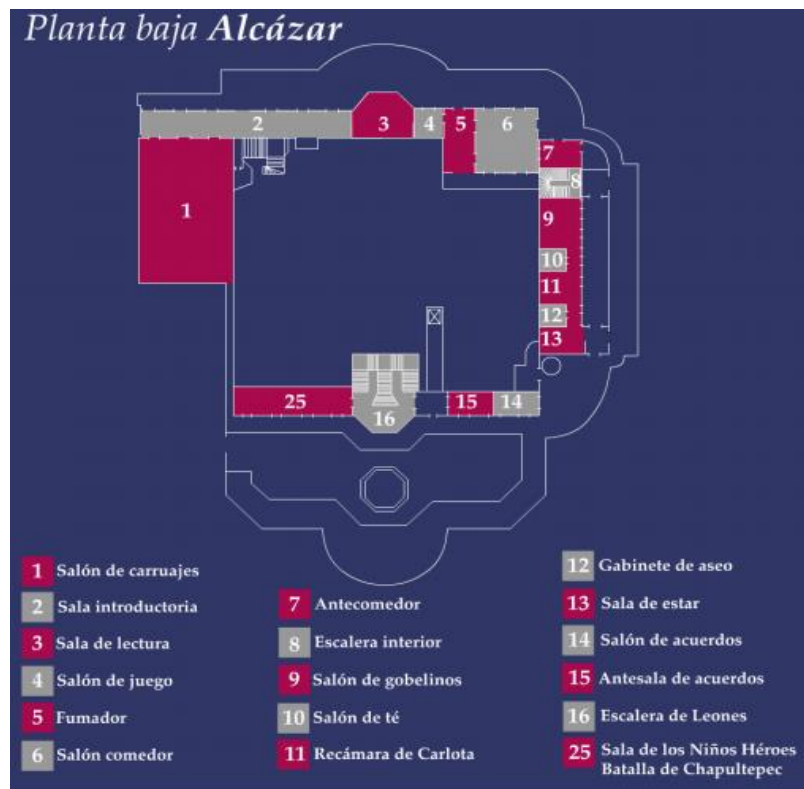 Planta baja Alcázar
2
3
4
5
6
7
8
1
9
10
11
12
13
25
16
15
14
1 Salón de carruajes
2 Sala introductoria
3 Sala de lectura
4 Salón de juego
5 Fumador
6 Salón comedor
7 Antecomedor
8 Escalera interior
9 Salón de gobelinos
10 Salón de té
11 Recámara de Carlota
12 Gabinete de aseo
13 Sala de estar
14 Salón de acuerdos
15 Antesala de acuerdos
16 Escalera de Leones
25 Sala de los Niños Héroes
Batalla de Chapultepec